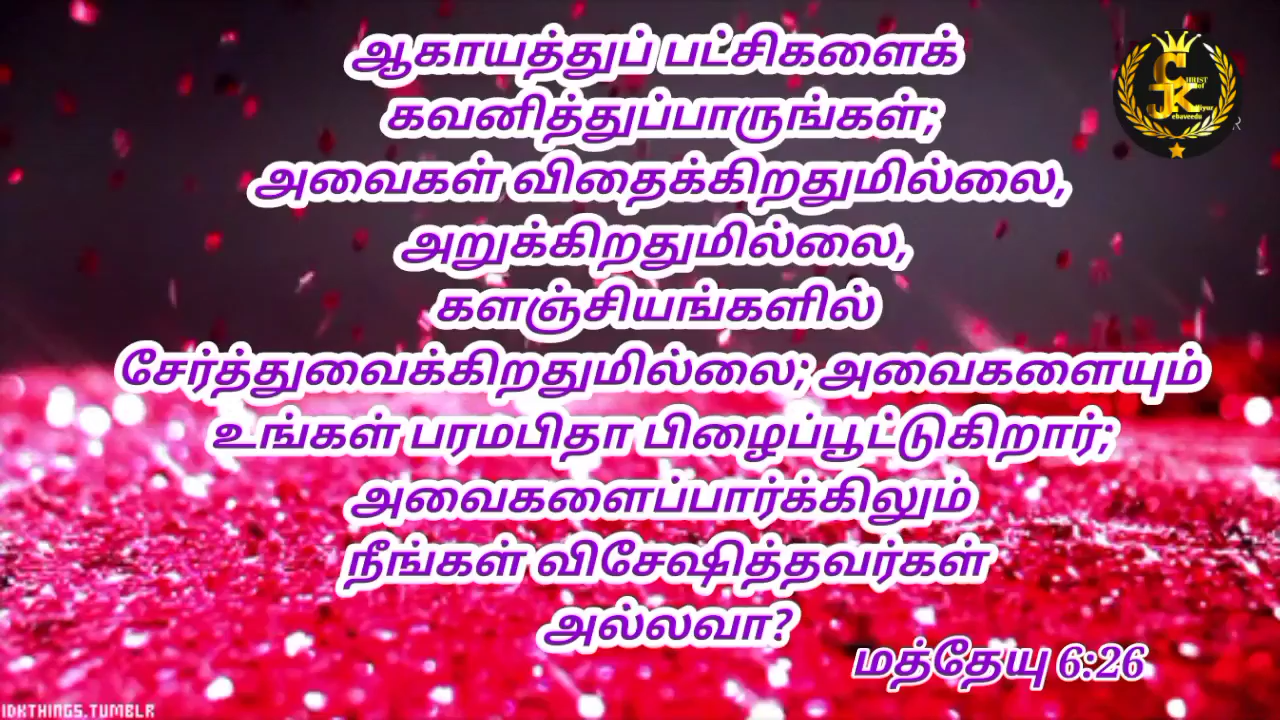 ஆகாயத்துப் பட்சிகளைக்
கவனித்துப்பாருங்கள்;
அவைகள் விதைக்கிறதுமில்லை,
அறுக்கிறதுமில்லை,
களஞ்சியங்களில்
சேர்த்துவைக்கிறதுமில்லை; அவைகளையும்
உங்கள் பரமபிதா பிழைப்பூட்டுகிறார்;
அவைகளைப்பார்க்கிலும்
நீங்கள் விசேஷித்தவர்கள்
அல்லவா?
மத்தேயு 6:26
IDKTHINGS.TUMBLR